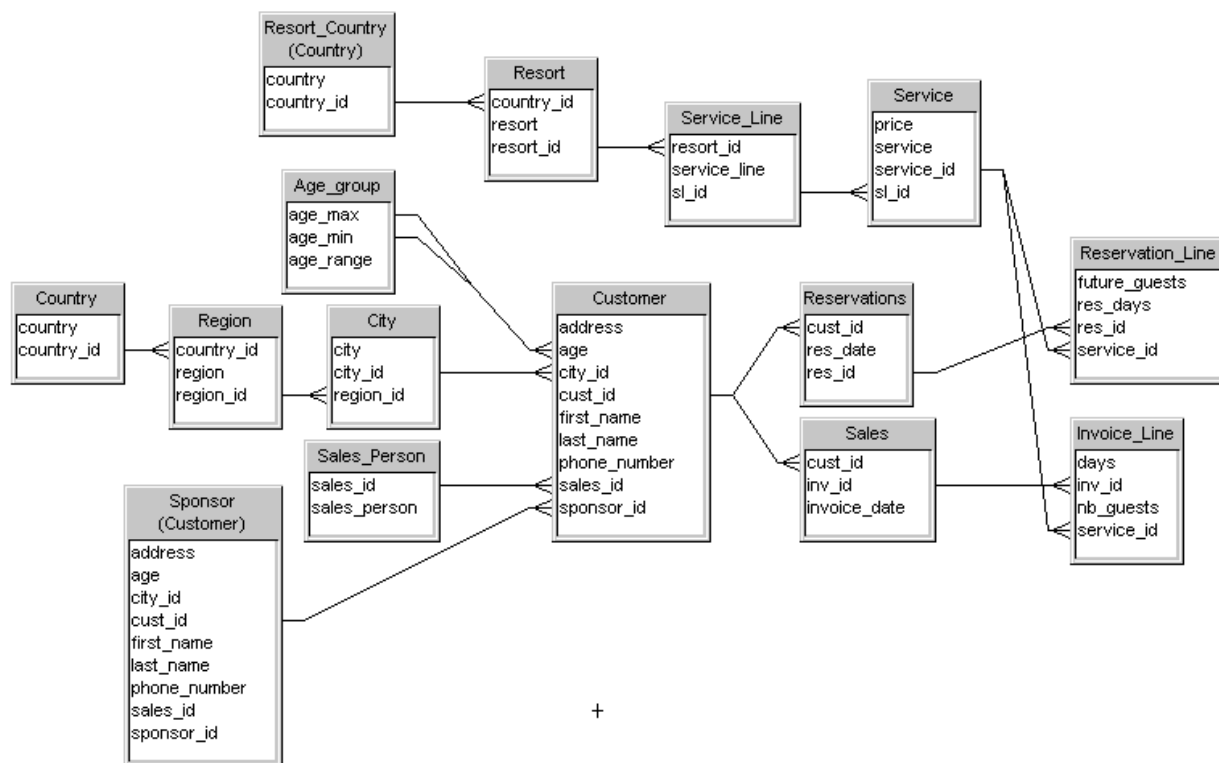 Resort_Country
(Country)
country
country_id
Resort
country_id
resort
resort_id
Service_Line
resort_id
service_line
sl_id
Service
price
service
service_id
sl_id
Age_group
age_max
age_min
age_range
Reservation_Line
future_guests
res_days
res_id
service_id
Country
country
country_id
Region
country_id
region
region_id
City
city
city_id
region_id
Customer
address
age
city_id
cust_id
first_name
last_name
phone_number
sales_id
sponsor_id
Reservations
cust_id
res_date
res_id
Sales
cust_id
inv_id
invoice_date
Invoice_Line
days
inv_id
nb_guests
service_id
Sales_Person
sales_id
sales_person
Sponsor
(Customer)
address
age
city_id
cust_id
first_name
last_name
phone_number
sales_id
sponsor_id